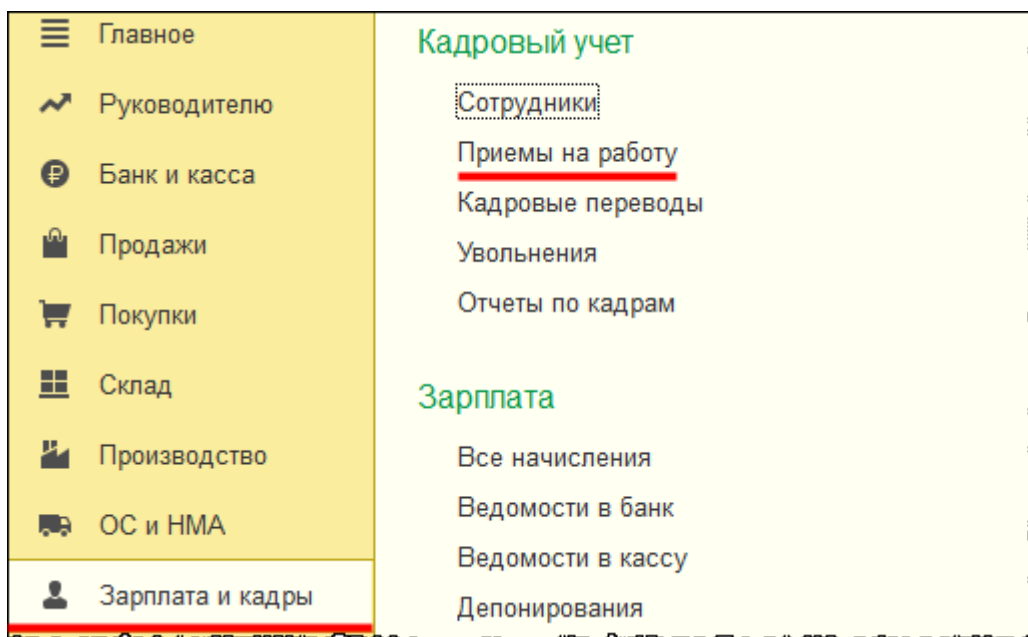 Главное
Руководителю
Банк и касса
Продажи
Покупки
Склад
Производство
ОС и НМА
Зарплата и кадры
Кадровый учет
Сотрудники
Приемы на работу
Кадровые переводы
Увольнения
Отчеты по кадрам
Зарплата
Все начисления
Ведомости в банк
Ведомости в кассу
Депонирования